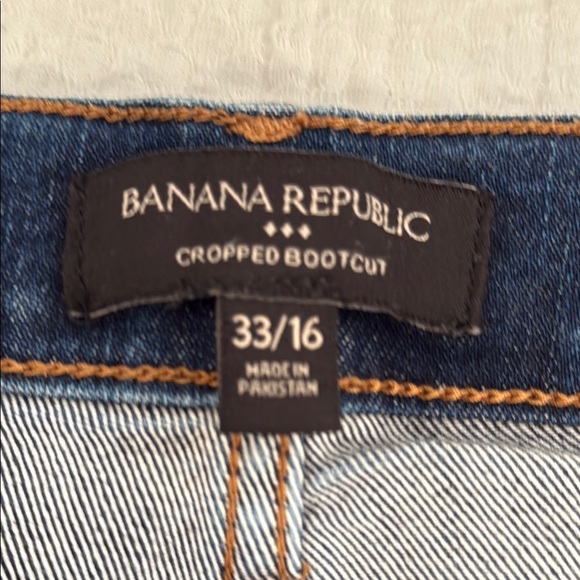 BANANA REPUBLIC
CROPPED BOOTCUT
33/16
MADE IN
PAKISTAN